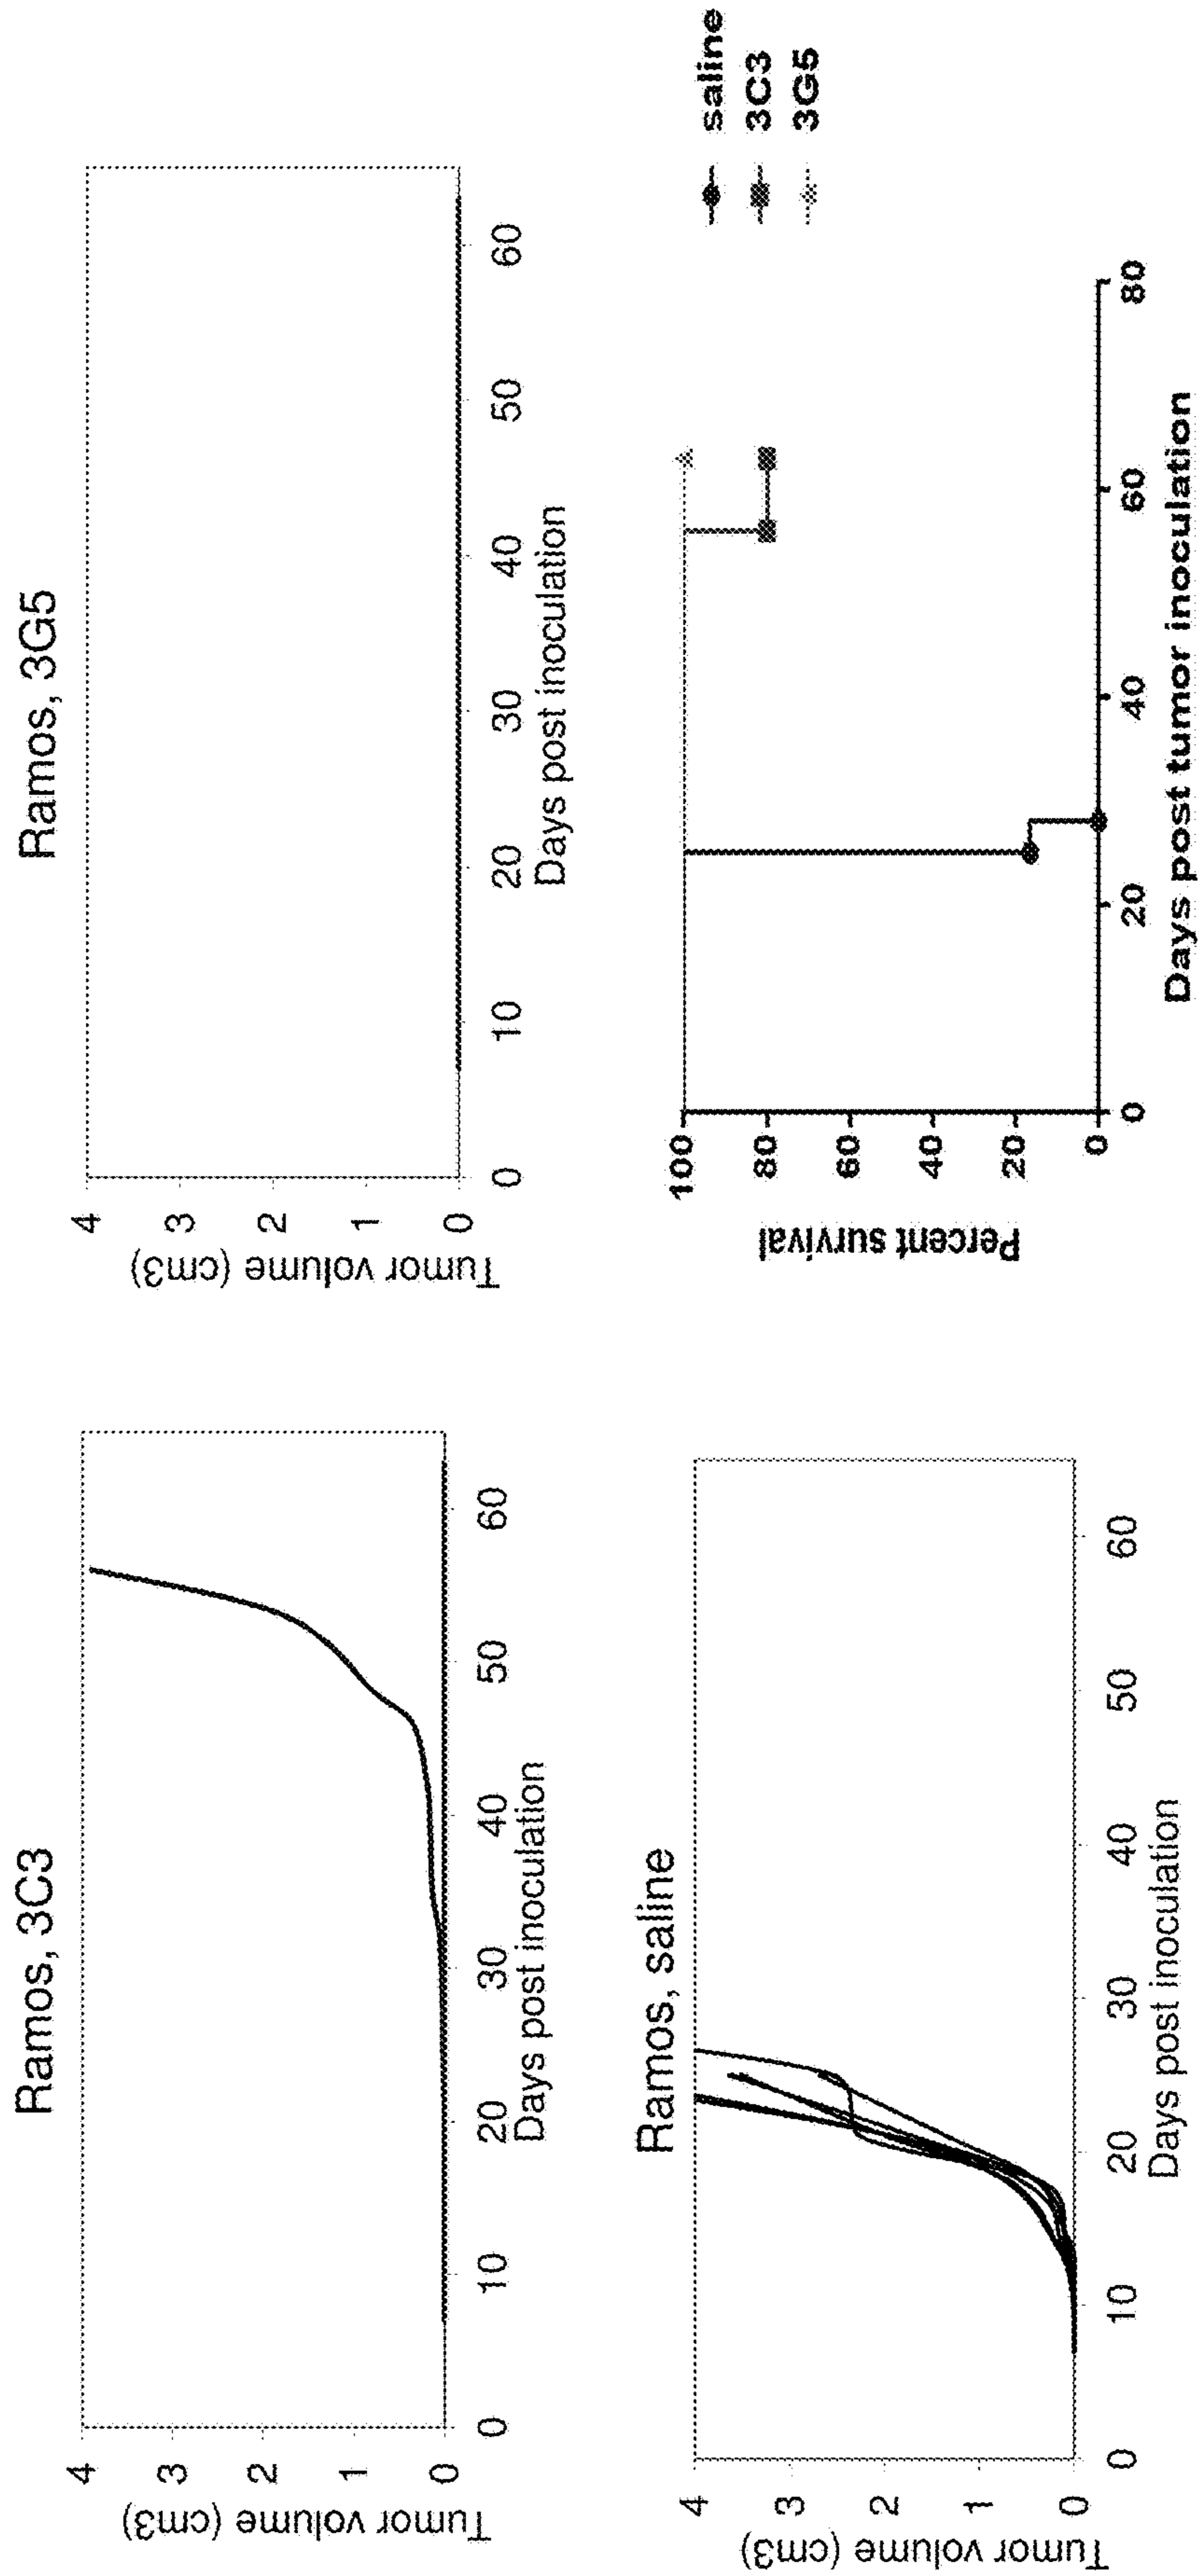 Ramos, 3C3
Tumor volume (cm3)
4
3
2
1
0
0 10 20 30 40 50 60
Days post inoculation
Ramos, 3G5
Tumor volume (cm3)
4
3
2
1
0
0 10 20 30 40 50 60
Days post inoculation
Ramos, saline
Tumor volume (cm3)
4
3
2
1
0
0 10 20 30 40 50 60
Days post inoculation
Percent survival
100
80
60
40
20
0
0 20 40 60 80
Days post tumor inoculation
saline
3C3
3G5